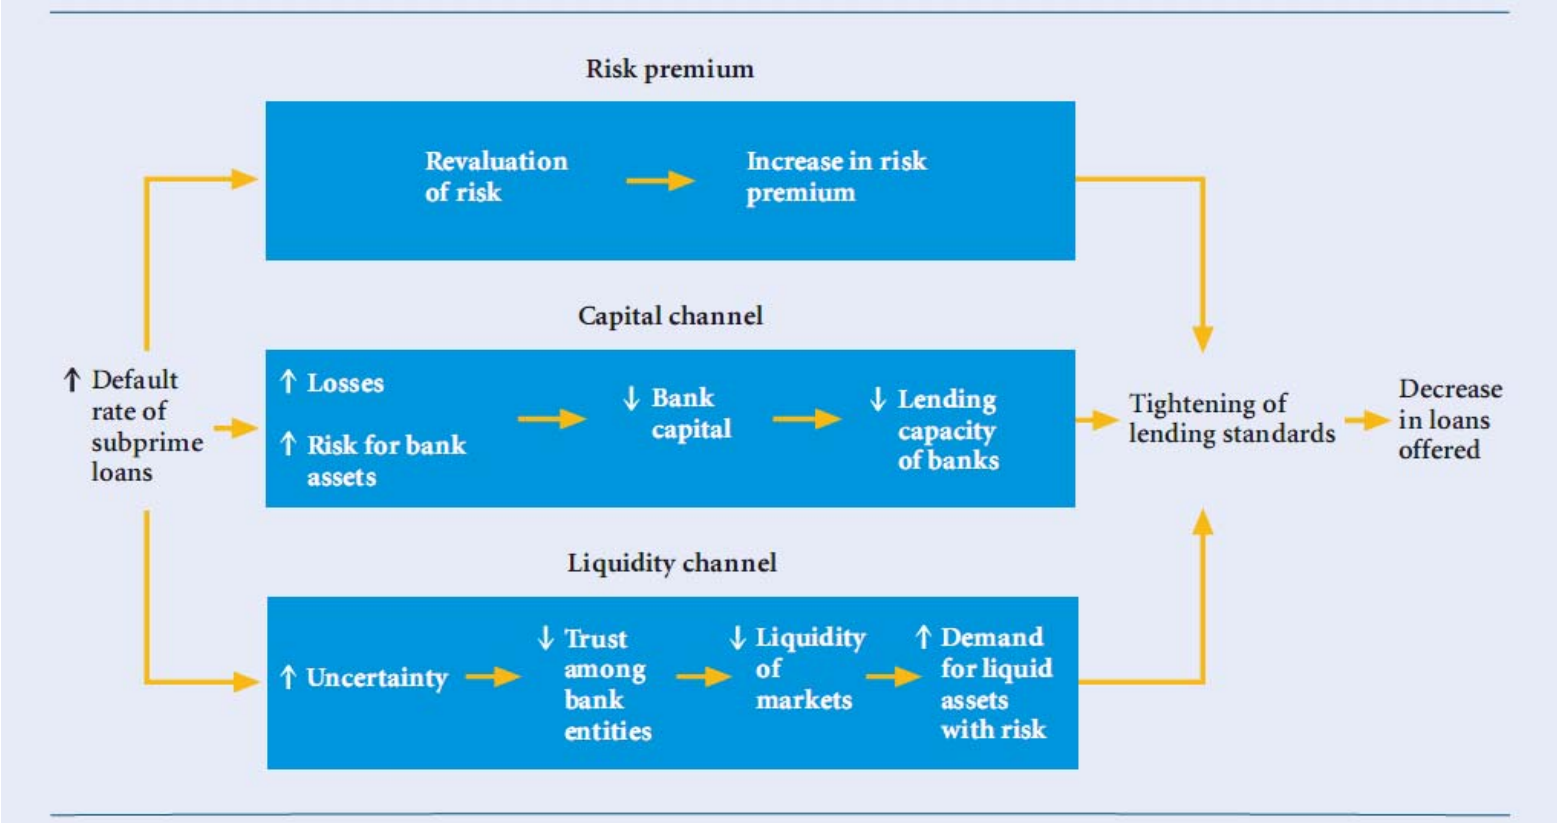 Risk premium
Revaluation
of risk
Increase in risk
premium
Capital channel
↑ Default
rate of
subprime
loans
↑ Losses
↑ Risk for bank
assets
↓ Bank
capital
↓ Lending
capacity
of banks
Tightening of
lending standards
Decrease
in loans
offered
Liquidity channel
↑ Uncertainty
↓ Trust
among
bank
entities
↓ Liquidity
of
markets
↑ Demand
for liquid
assets
with risk